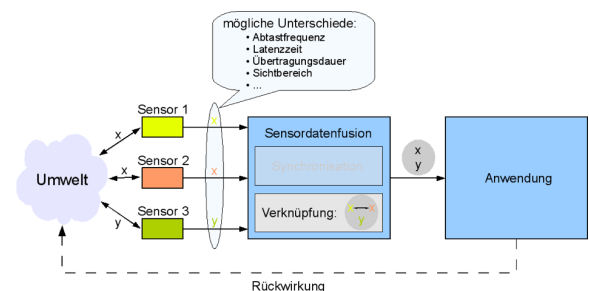 mögliche Unterschiede:
• Abtastfrequenz
• Latenzzeit
• Übertragungsdauer
• Sichtbereich
• ...
Sensor 1
x
x
Sensordatenfusion
Umwelt
x
Sensor 2
x
Synchronisation
x
y
Anwendung
y
Sensor 3
y
Verknüpfung:
x x
y
Rückwirkung